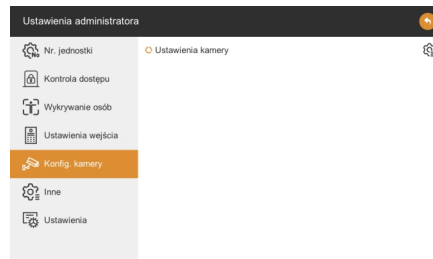 Ustawienia administratora
Nr. jednostki
Ustawienia kamery
Kontrola dostępu
Wykrywanie osób
Ustawienia wejścia
Konfig. kamery
Inne
Ustawienia